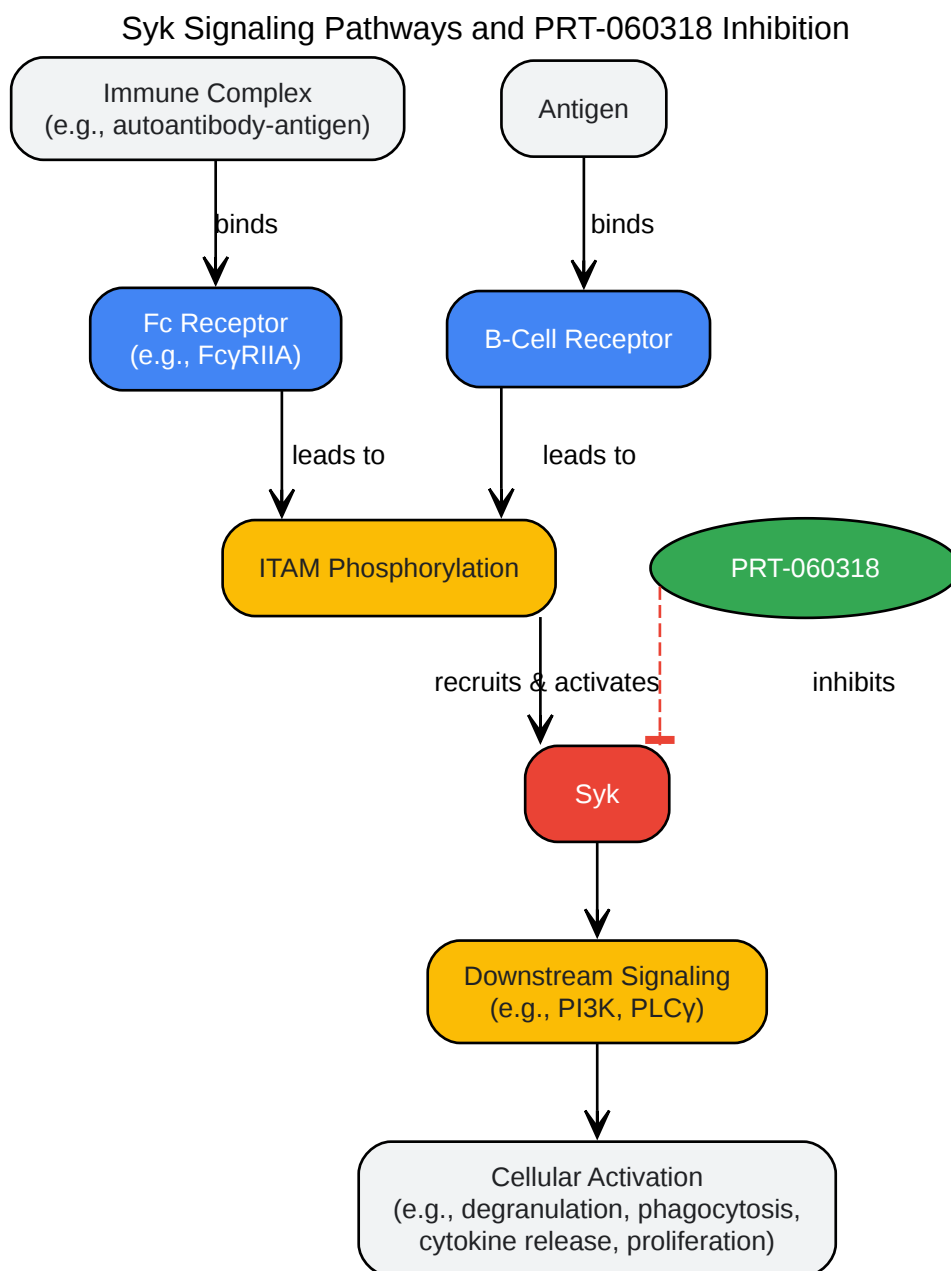 Syk Signaling Pathways and PRT-060318 Inhibition
Immune Complex
(e.g., autoantibody-antigen)
Antigen
binds
binds
Fc Receptor
(e.g., FcγRIIA)
B-Cell Receptor
leads to
leads to
ITAM Phosphorylation
PRT-060318
recruits & activates
inhibits
Syk
Downstream Signaling
(e.g., PI3K, PLCγ)
Cellular Activation
(e.g., degranulation, phagocytosis,
cytokine release, proliferation)